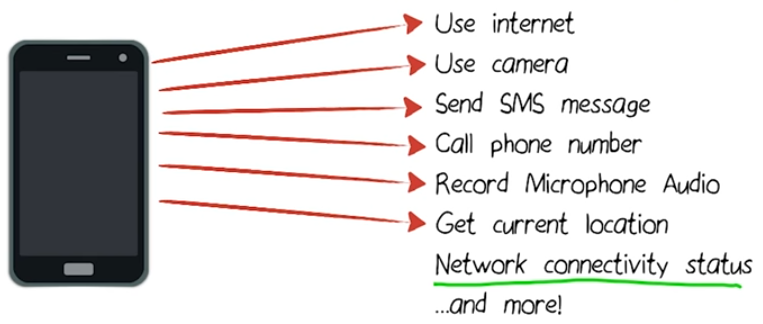 Use internet
Use camera
Send SMS message
Call phone number
Record Microphone Audio
Get current location
Network connectivity status
...and more!